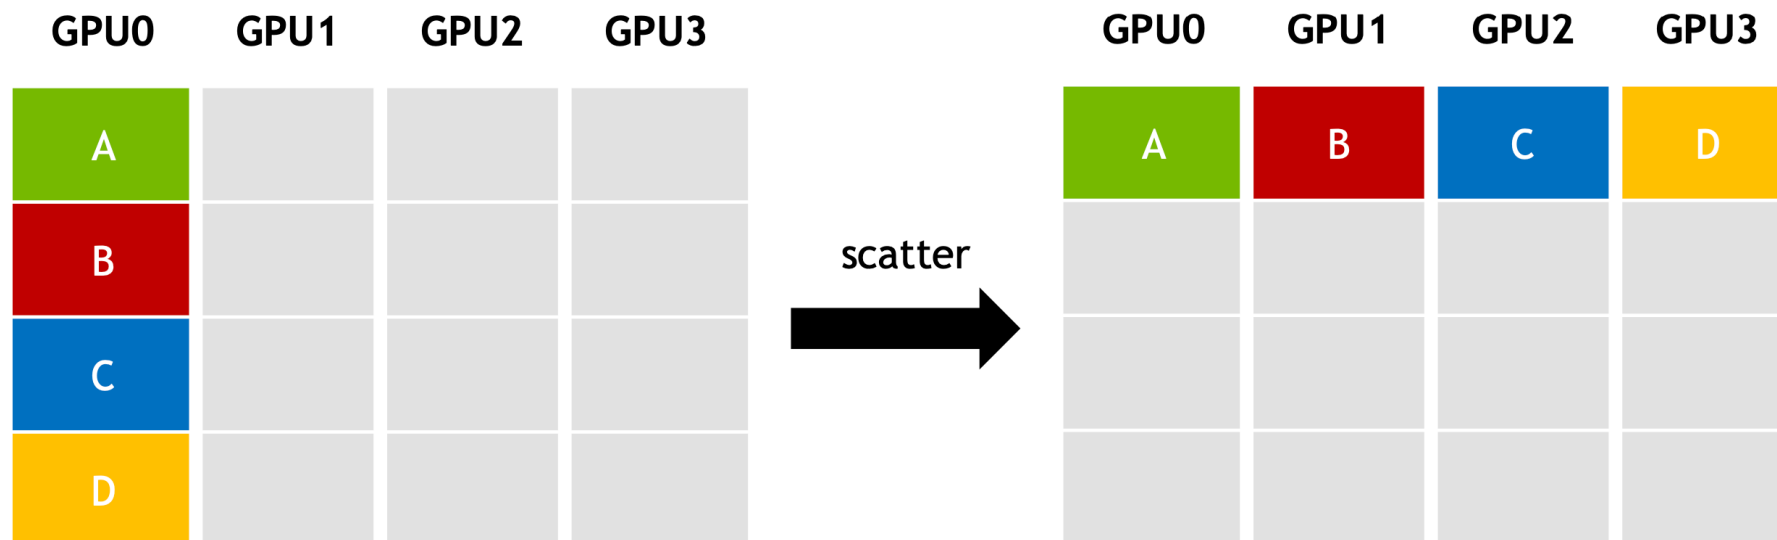 GPU0 GPU1 GPU2 GPU3
A
B
C
D
scatter
GPU0 GPU1 GPU2 GPU3
A B C D